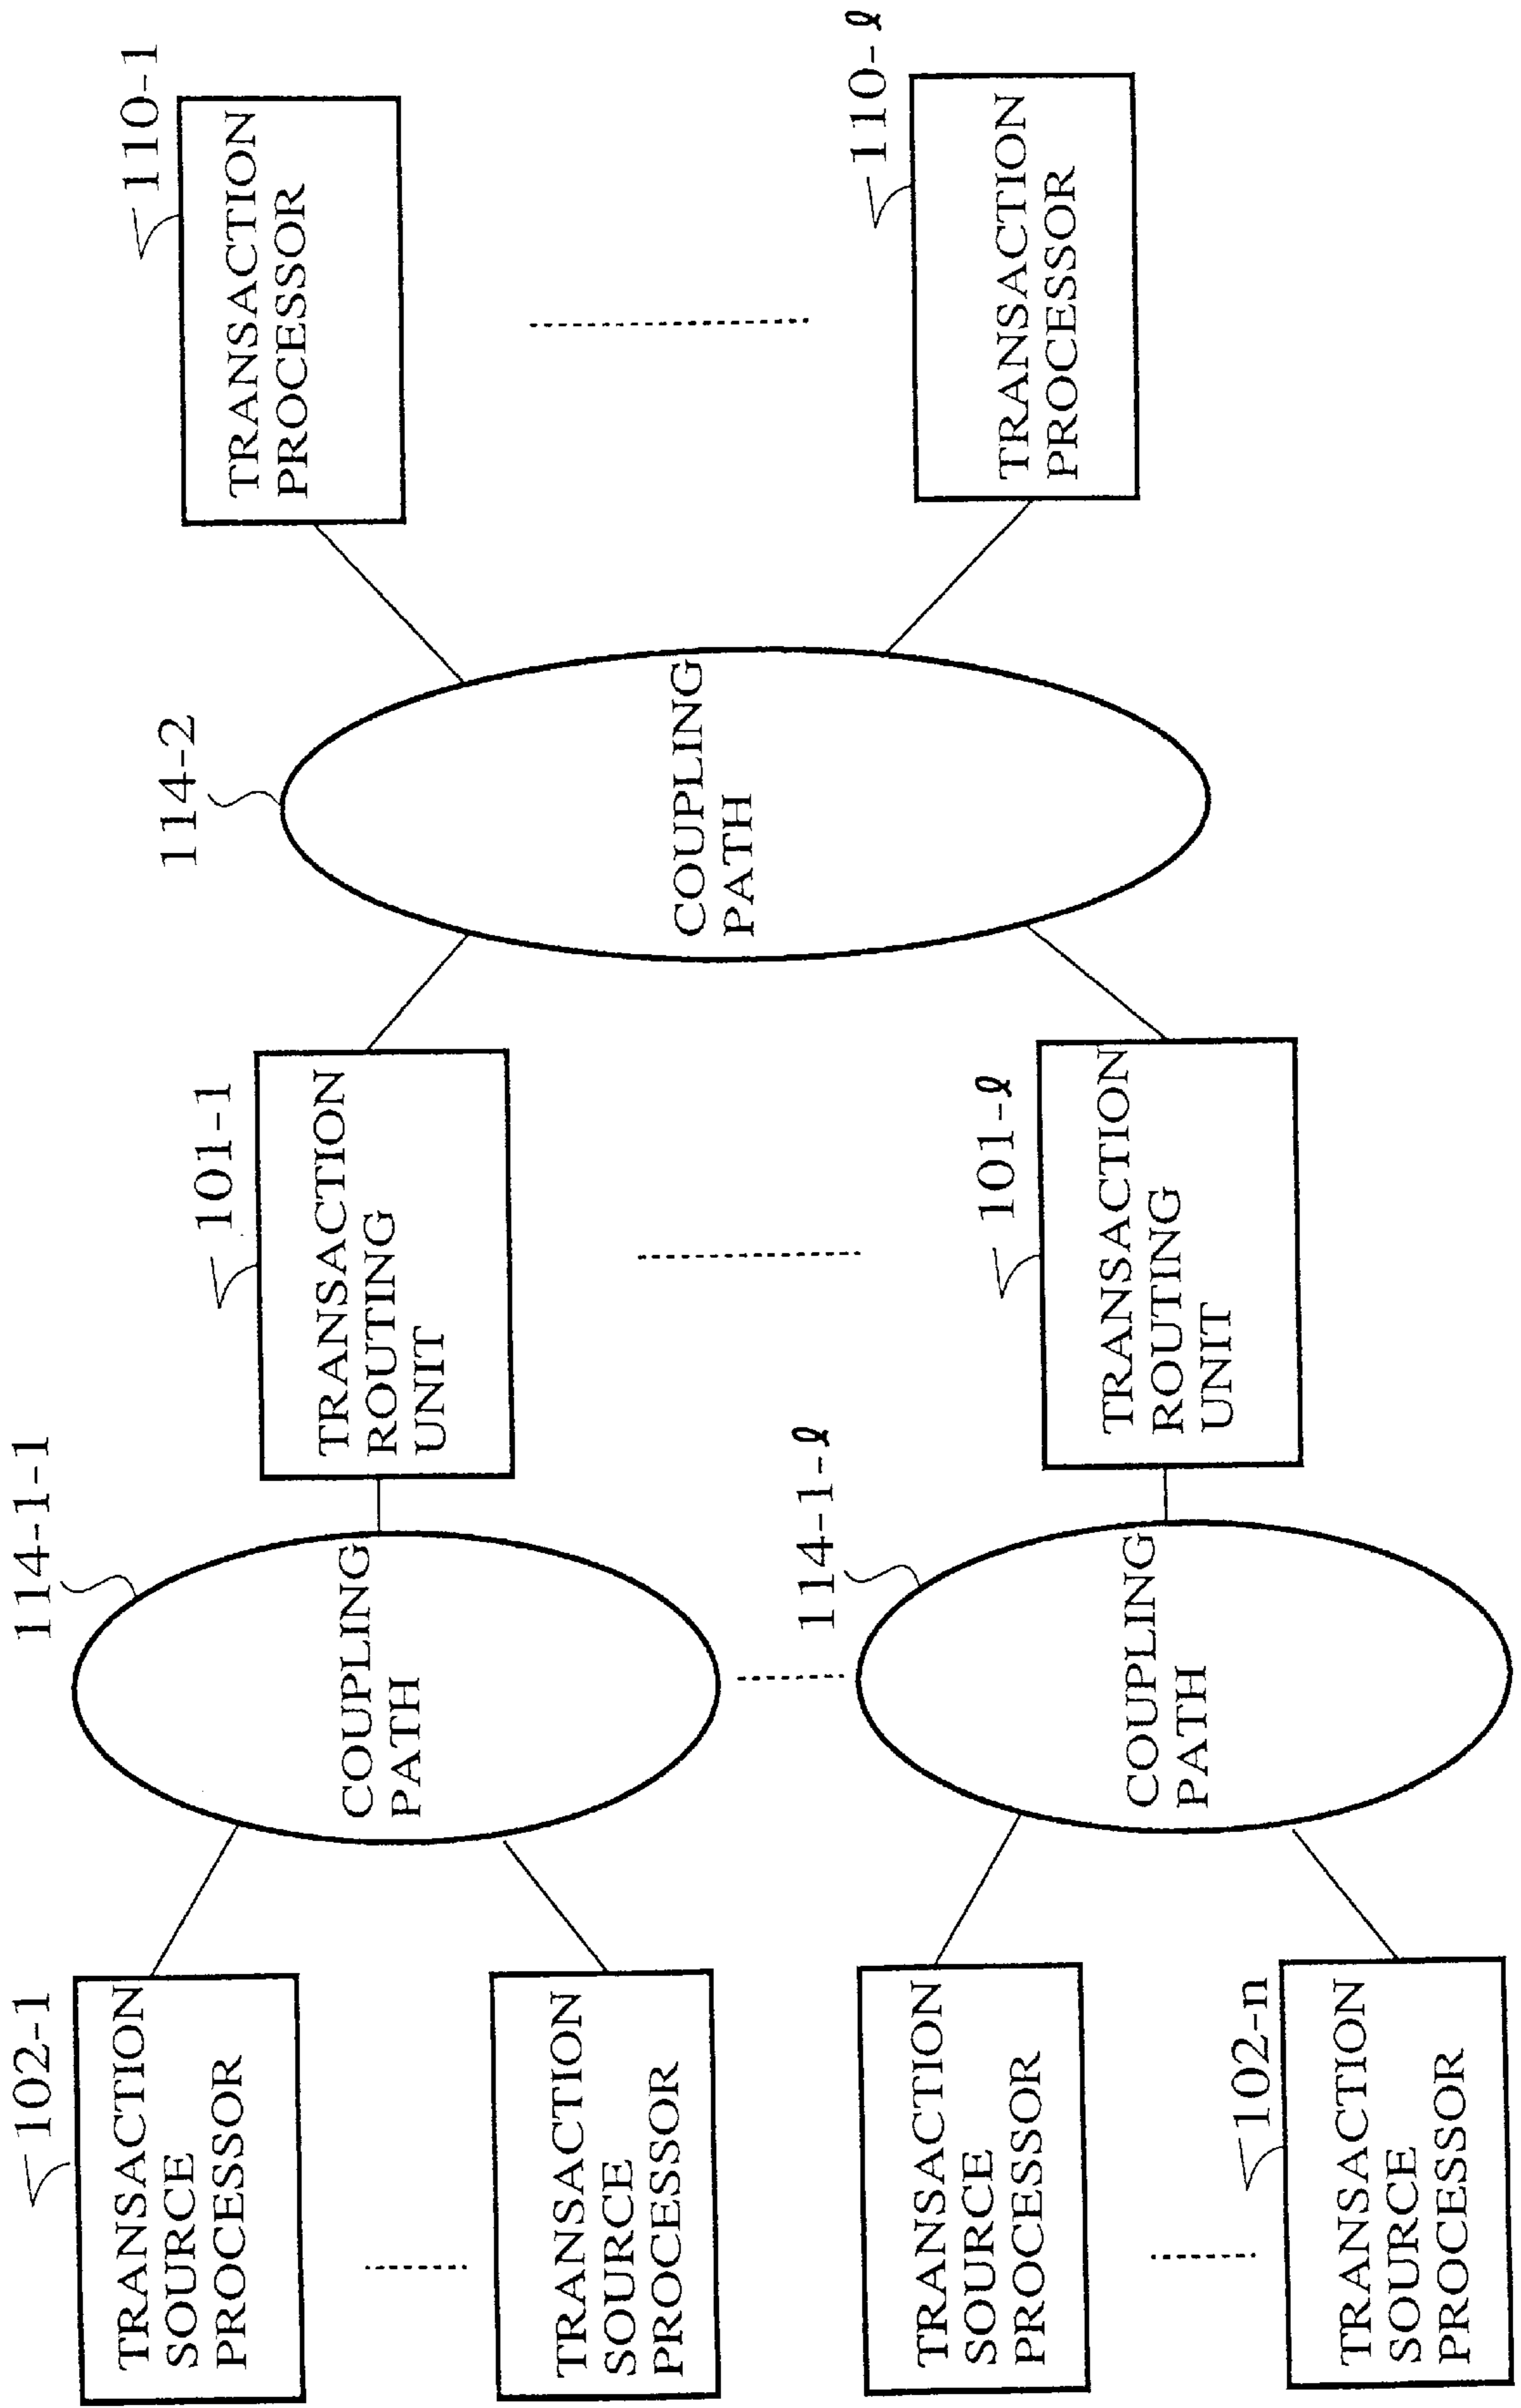 102-1
TRANSACTION
SOURCE
PROCESSOR
TRANSACTION
SOURCE
PROCESSOR
TRANSACTION
SOURCE
PROCESSOR
102-n
TRANSACTION
SOURCE
PROCESSOR
114-1-1
COUPLING
PATH
114-1-ℓ
COUPLING
PATH
101-1
TRANSACTION
ROUTING
UNIT
101-ℓ
TRANSACTION
ROUTING
UNIT
114-2
COUPLING
PATH
110-1
TRANSACTION
PROCESSOR
110-ℓ
TRANSACTION
PROCESSOR